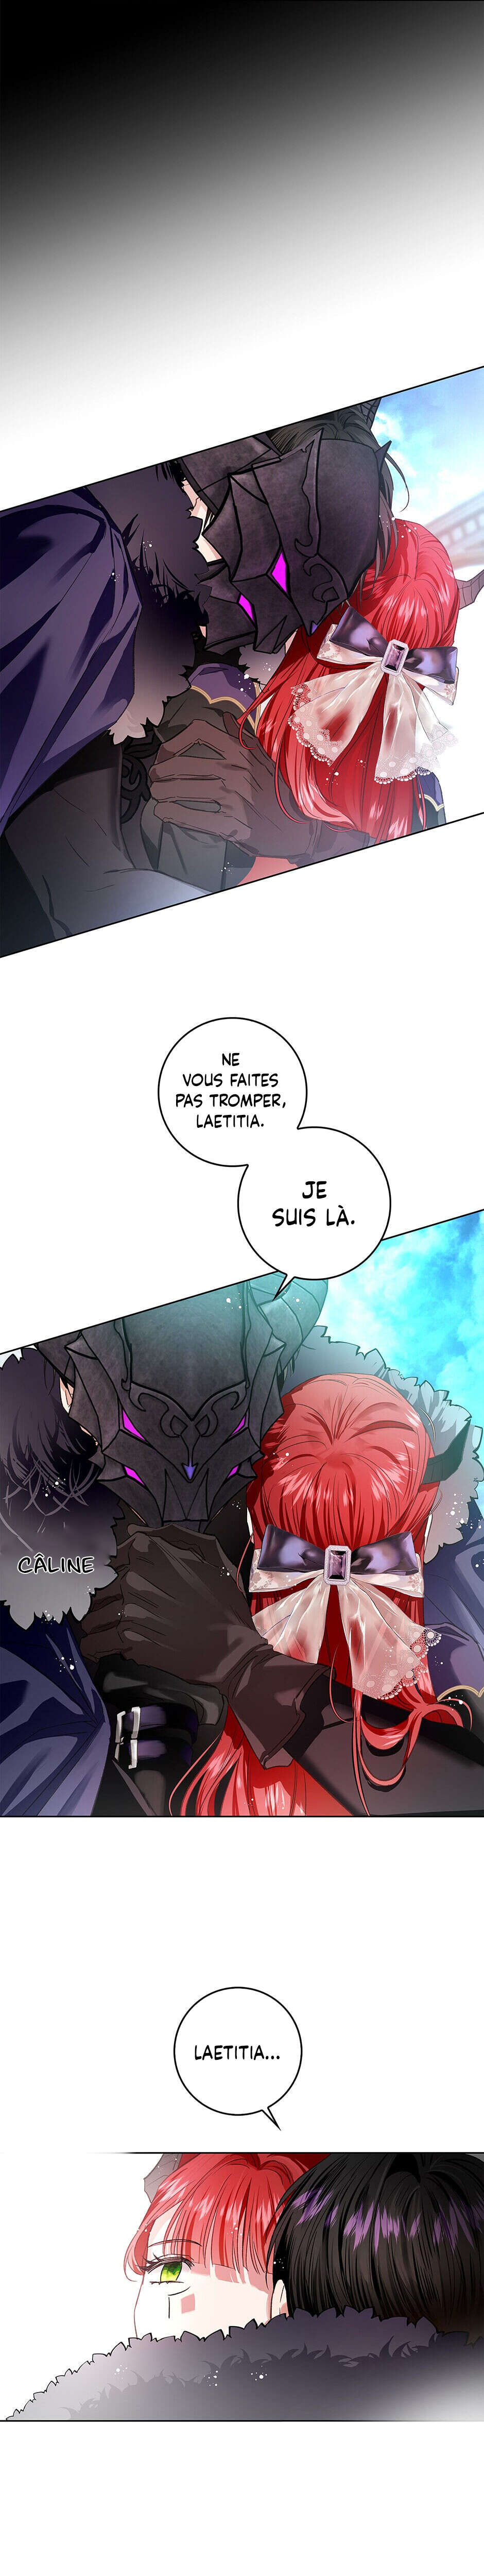 NE
VOUS FAITES
PAS TROMPER,
LAETITIA.
JE
SUIS LÀ.
CÂLINE
LAETITIA...